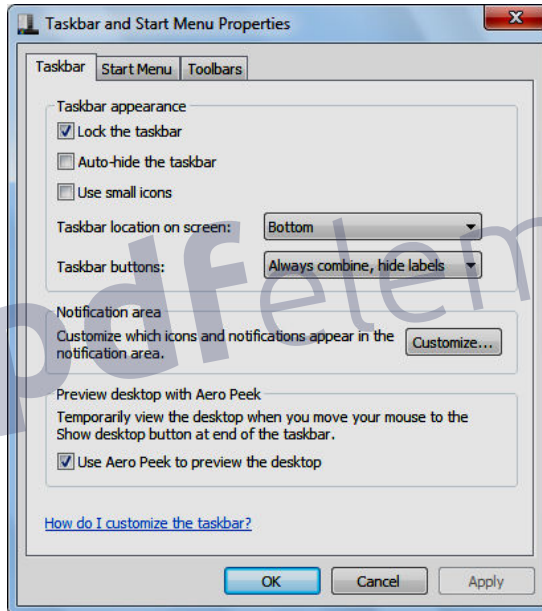 Taskbar and Start Menu Properties
Taskbar
Start Menu
Toolbars
Taskbar appearance
Lock the taskbar
Auto-hide the taskbar
Use small icons
Taskbar location on screen: Bottom
Taskbar buttons: Always combine, hide labels
Notification area
Customize which icons and notifications appear in the
notification area.
Customize...
Preview desktop with Aero Peek
Temporarily view the desktop when you move your mouse to the
Show desktop button at end of the taskbar.
Use Aero Peek to preview the desktop
How do I customize the taskbar?
OK
Cancel
Apply
pdfelem